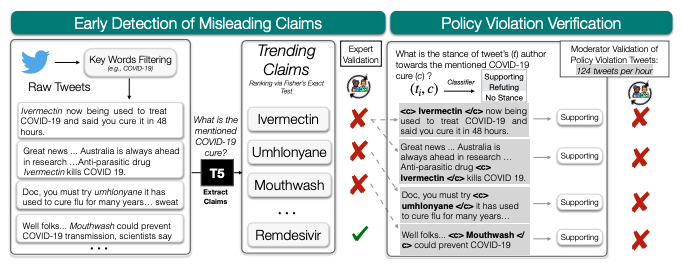 Early Detection of Misleading Claims
Policy Violation Verification
Key Words Filtering
(e.g., COVID-19)
Raw Tweets
Ivermectin now being used to treat
COVID-19 and said you cure it in 48
hours.
Great news ... Australia is always ahead
in research ...Anti-parasitic drug
Ivermectin kills COVID 19.
Doc, you must try umhlonyane it has
used to cure flu for many years... sweat
Well folks... Mouthwash could prevent
COVID-19 transmission, scientists say
• • •
What is the
mentioned
COVID-19
cure?
T5
Extract
Claims
Trending
Claims
Ranking via Fisher's Exact
Test
Ivermectin
Umhlonyane
Mouthwash
• • •
Remdesivir
Expert
Validation
What is the stance of tweet's (t) author
towards the mentioned COVID-19
cure (c) ?
Classifier
(ti, c)
Supporting
Refuting
No Stance
Moderator Validation of
Policy Violation Tweets:
124 tweets per hour
<c> Ivermectin </c> now being
used to treat COVID-19 and
said you cure it in 48 hours.
Supporting
Great news ... Australia is
always ahead in research
...Anti-parasitic drug <c>
Ivermectin </c> kills COVID 19.
Supporting
Doc, you must try <c>
umhlonyane </c> it has used
to cure flu for many years…
Supporting
Well folks... <c> Mouthwash </
c> could prevent COVID-19
Supporting